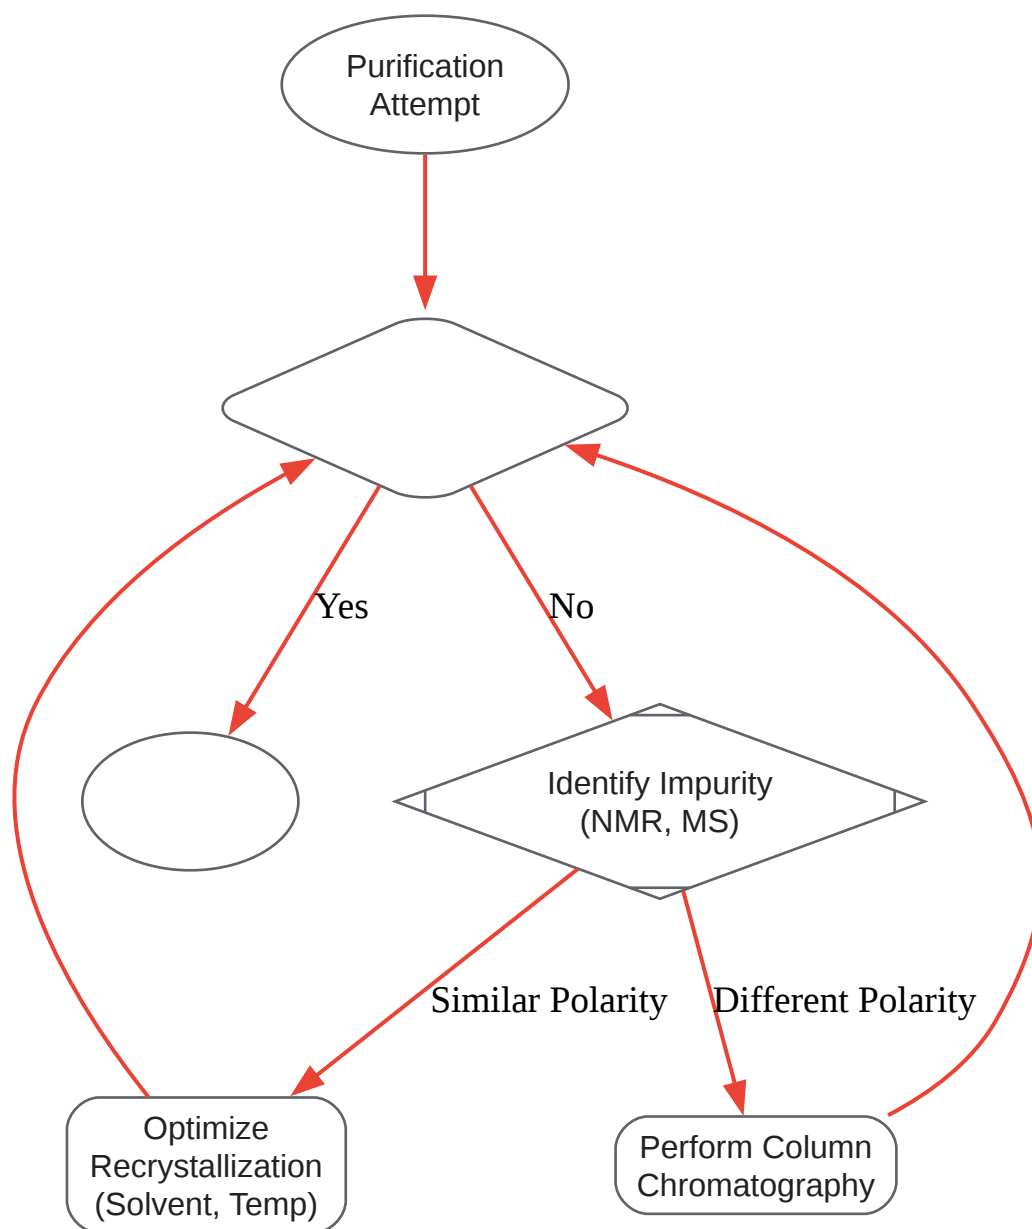 Purification
Attempt
Yes
No
Identify Impurity
(NMR, MS)
Similar Polarity
Different Polarity
Optimize
Recrystallization
(Solvent, Temp)
Perform Column
Chromatography